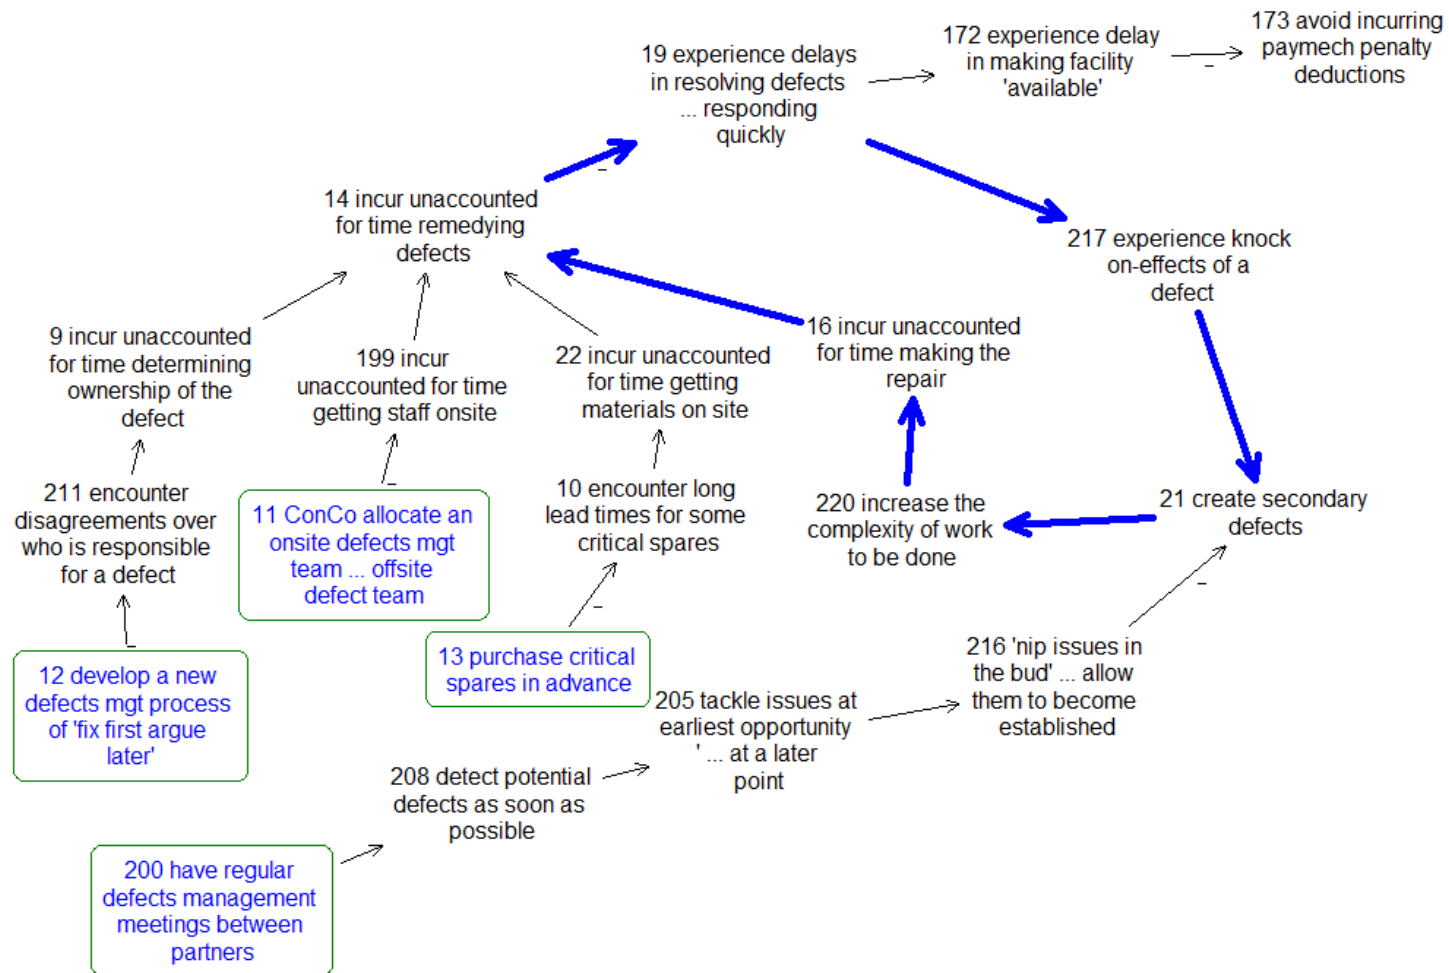 19 experience delays
in resolving defects
... responding
quickly
172 experience delay
in making facility
'available'
173 avoid incurring
paymech penalty
deductions
14 incur unaccounted
for time remedying
defects
217 experience knock
on-effects of a
defect
9 incur unaccounted
for time determining
ownership of the
defect
199 incur
unaccounted for time
getting staff onsite
22 incur unaccounted
for time getting
materials on site
16 incur unaccounted
for time making the
repair
211 encounter
disagreements over
who is responsible
for a defect
11 ConCo allocate an
onsite defects mgt
team ... offsite
defect team
10 encounter long
lead times for some
critical spares
220 increase the
complexity of work
to be done
21 create secondary
defects
12 develop a new
defects mgt process
of 'fix first argue
later'
13 purchase critical
spares in advance
205 tackle issues at
earliest opportunity
' ... at a later
point
216 'nip issues in
the bud' ... allow
them to become
established
208 detect potential
defects as soon as
possible
200 have regular
defects management
meetings between
partners